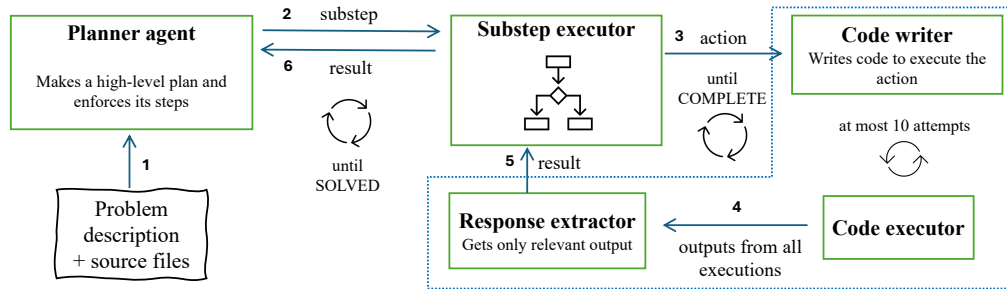 Planner agent
Makes a high-level plan and
enforces its steps
2 substep
6 result
until
SOLVED
1
Problem
description
+ source files
Substep executor
3 action
until
COMPLETE
Code writer
Writes code to execute the
action
at most 10 attempts
Code executor
4
outputs from all
executions
Response extractor
Gets only relevant output
5 result